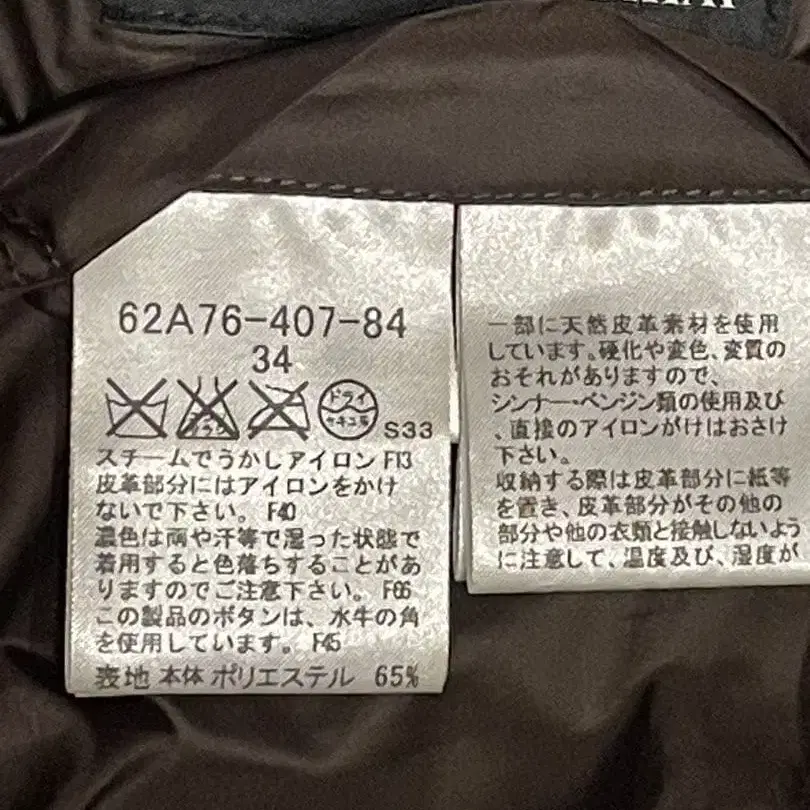 62A76-407-84
34
エンソサラシ
ドライ
セキユ系
S33
スチームでうかしアイロン F13
皮革部分にはアイロンをかけ
ないで下さい。 F40
濃色は雨や汗等で湿った状態で
着用すると色落ちすることがあ
りますのでご注意下さい。 F66
この製品のボタンは、水牛の角
を使用しています。 F45
表地 本体 ポリエステル 65%
一部に天然皮革素材を使用
しています。硬化や変色、変質の
おそれがありますので、
シンナー・ベンジン類の使用及び
、直接のアイロンがけはおさけ
下さい。
収納する際は皮革部分に紙等
を置き、皮革部分がその他の
部分や他の衣類と接触しないよう
に注意して、温度及び、湿度が